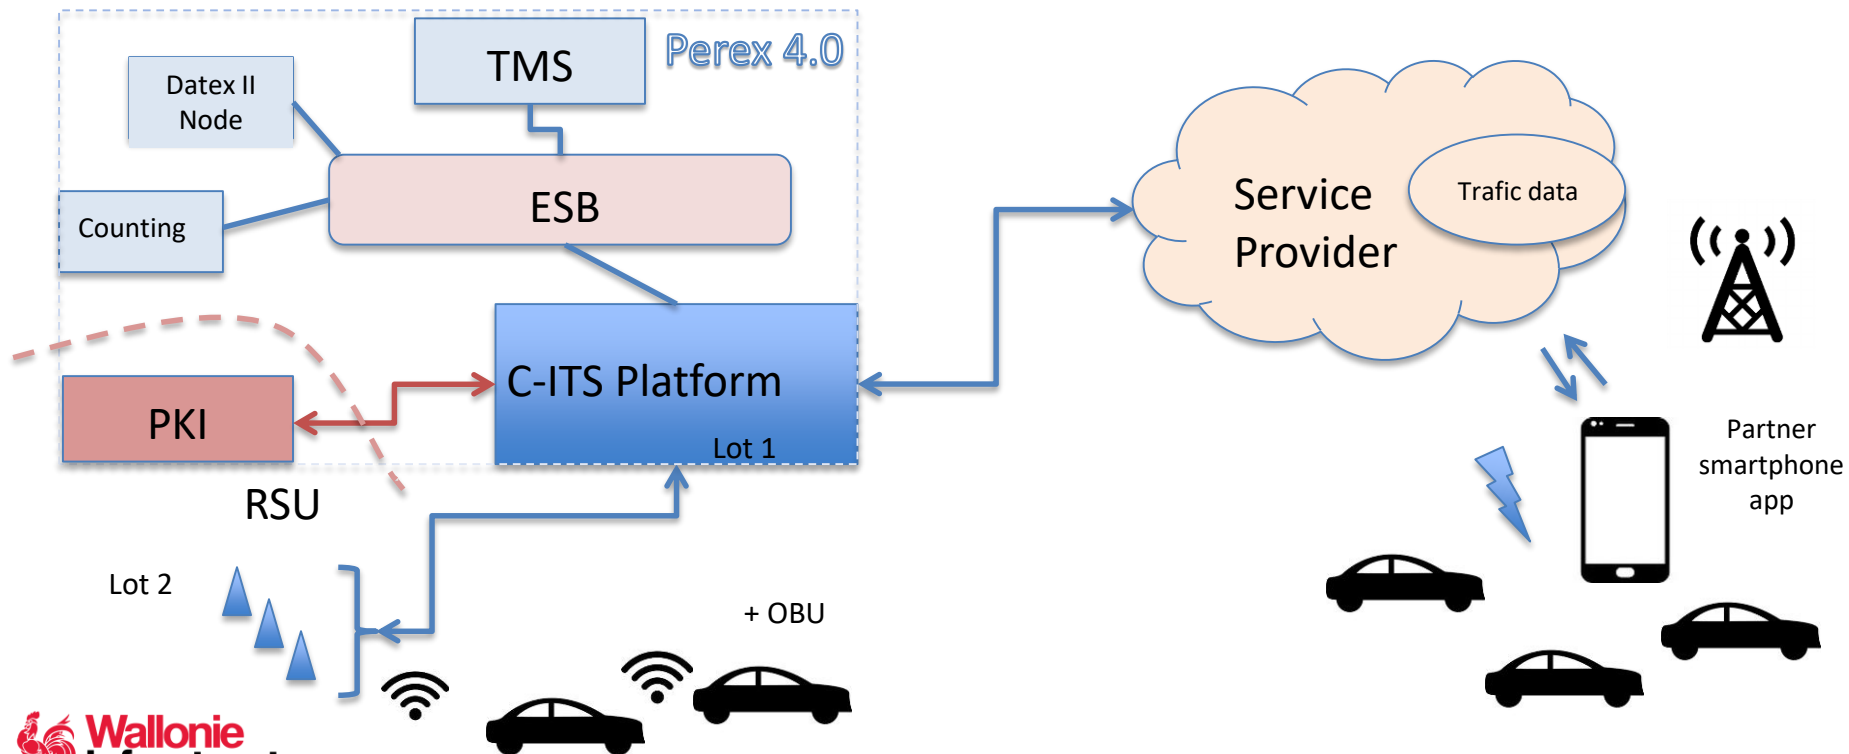 Perex 4.0
TMS
Datex II
Node
ESB
Counting
C-ITS Platform
Lot 1
PKI
RSU
Lot 2
+ OBU
Service
Provider
Trafic data
Partner
smartphone
app
Wallonie